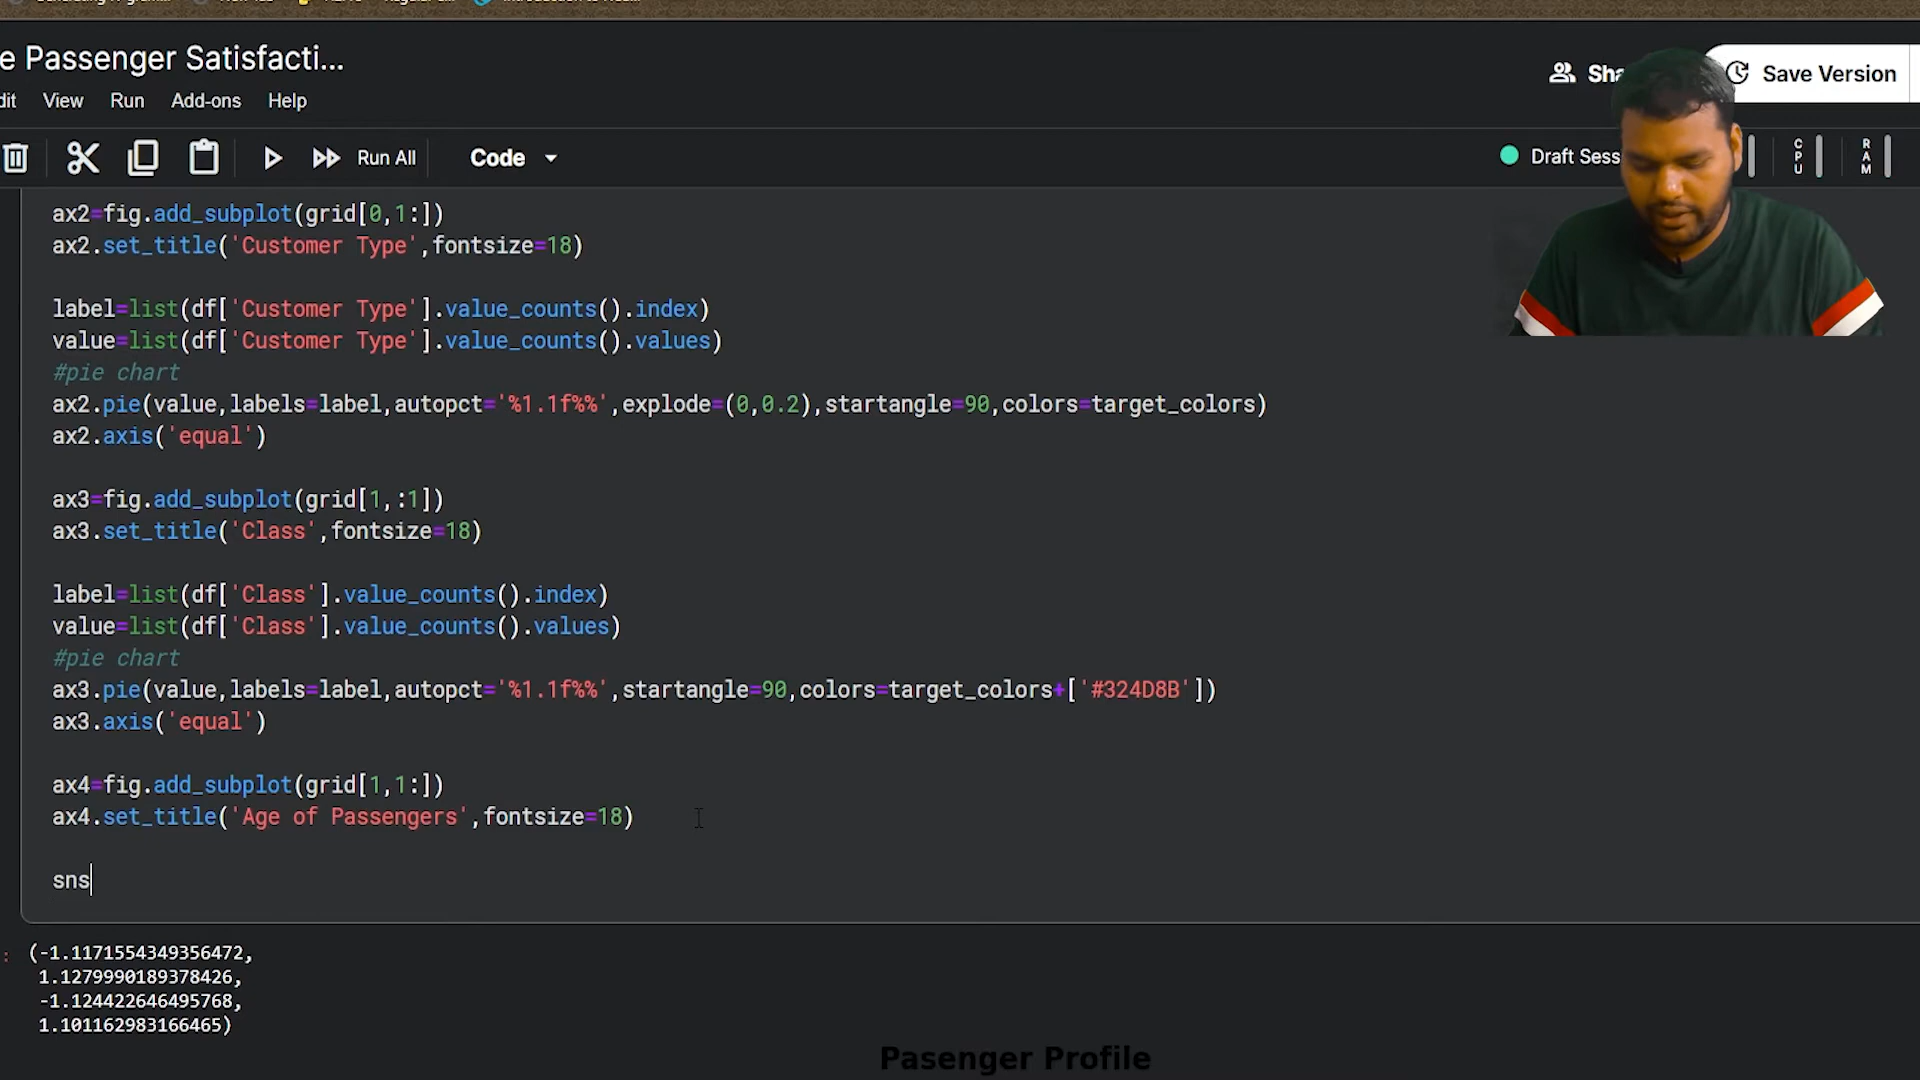 e Passenger Satisfacti...
Sha
Save Version
dit View Run Add-ons Help
Run All
Code
Draft Sess
CPU
RAM
ax2=fig.add_subplot(grid[0,1:])
ax2.set_title('Customer Type',fontsize=18)
label=list(df['Customer Type'].value_counts().index)
value=list(df['Customer Type'].value_counts().values)
#pie chart
ax2.pie(value,labels=label,autopct='%1.1f%%',explode=(0,0.2),startangle=90,colors=target_colors)
ax2.axis('equal')
ax3=fig.add_subplot(grid[1,:1])
ax3.set_title('Class',fontsize=18)
label=list(df['Class'].value_counts().index)
value=list(df['Class'].value_counts().values)
#pie chart
ax3.pie(value,labels=label,autopct='%1.1f%%',startangle=90,colors=target_colors+['#324D8B'])
ax3.axis('equal')
ax4=fig.add_subplot(grid[1,1:])
ax4.set_title('Age of Passengers',fontsize=18)
sns
(-1.1171554349356472,
1.1279990189378426,
-1.124422646495768,
1.101162983166465)
Pasenger Profile